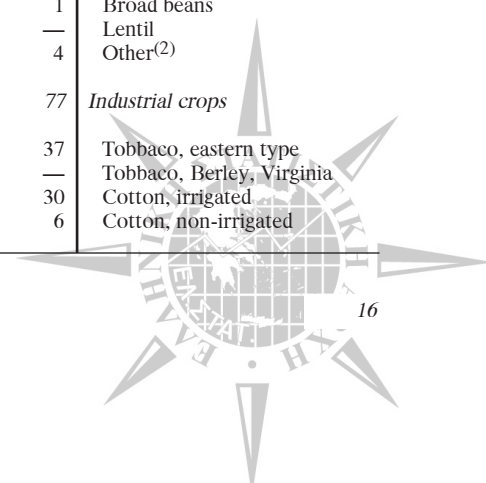 1 Broad beans
— Lentil
4 Other(2)
77 Industrial crops
37 Tobbaco, eastern type
— Tobbaco, Berley, Virginia
30 Cotton, irrigated
6 Cotton, non-irrigated
16
ΕΛΣΤΑΤ